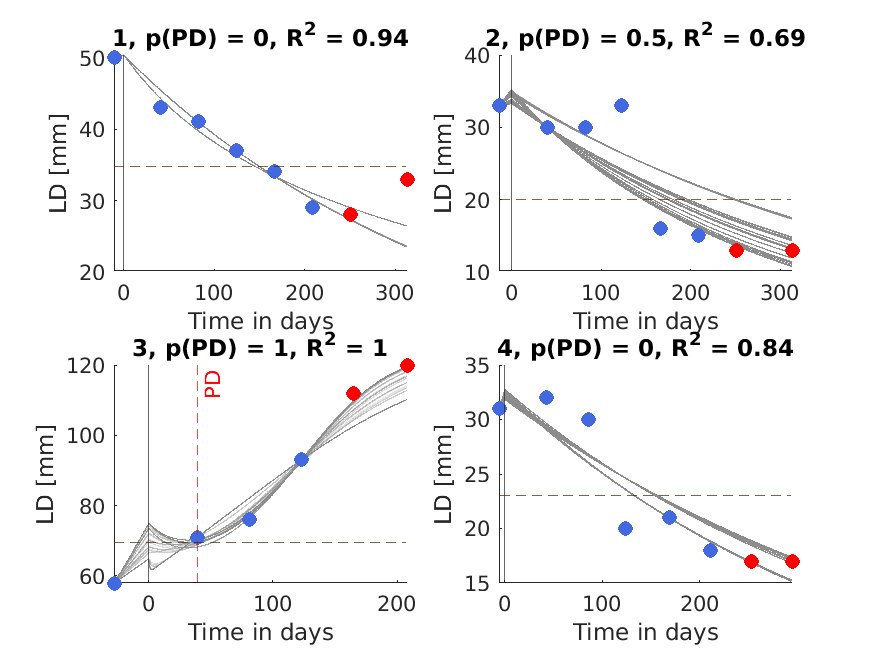 1, p(PD) = 0, R² = 0.94
50
40
30
20
LD [mm]
0
100
200
300
Time in days
2, p(PD) = 0.5, R² = 0.69
40
30
20
10
LD [mm]
0
100
200
300
Time in days
3, p(PD) = 1, R² = 1
120
100
80
60
LD [mm]
PD
0
100
200
Time in days
4, p(PD) = 0, R² = 0.84
35
30
25
20
15
LD [mm]
0
100
200
Time in days